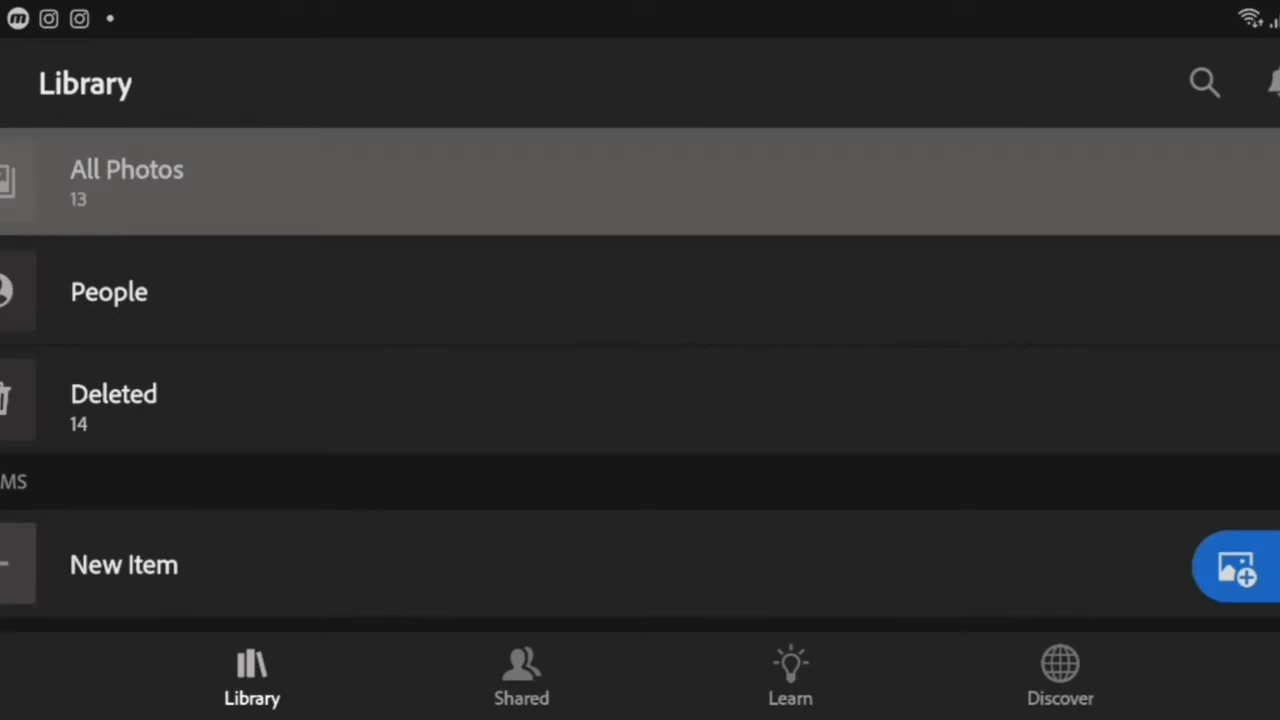 Library
All Photos
13
People
Deleted
14
MS
New Item
Library
Shared
Learn
Discover